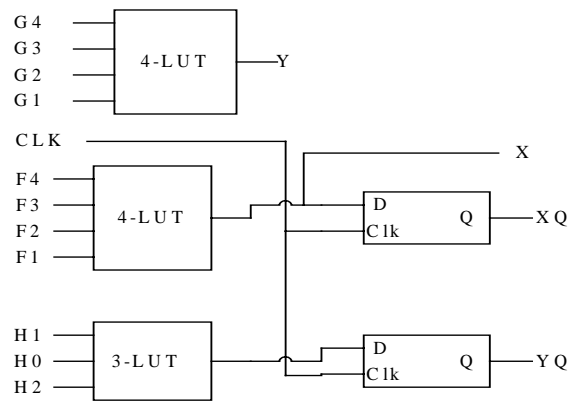 G4
G3
G2
G1
4-LUT
Y
CLK
X
F4
F3
F2
F1
4-LUT
D
Clk
Q
XQ
H1
H0
H2
3-LUT
D
Clk
Q
YQ